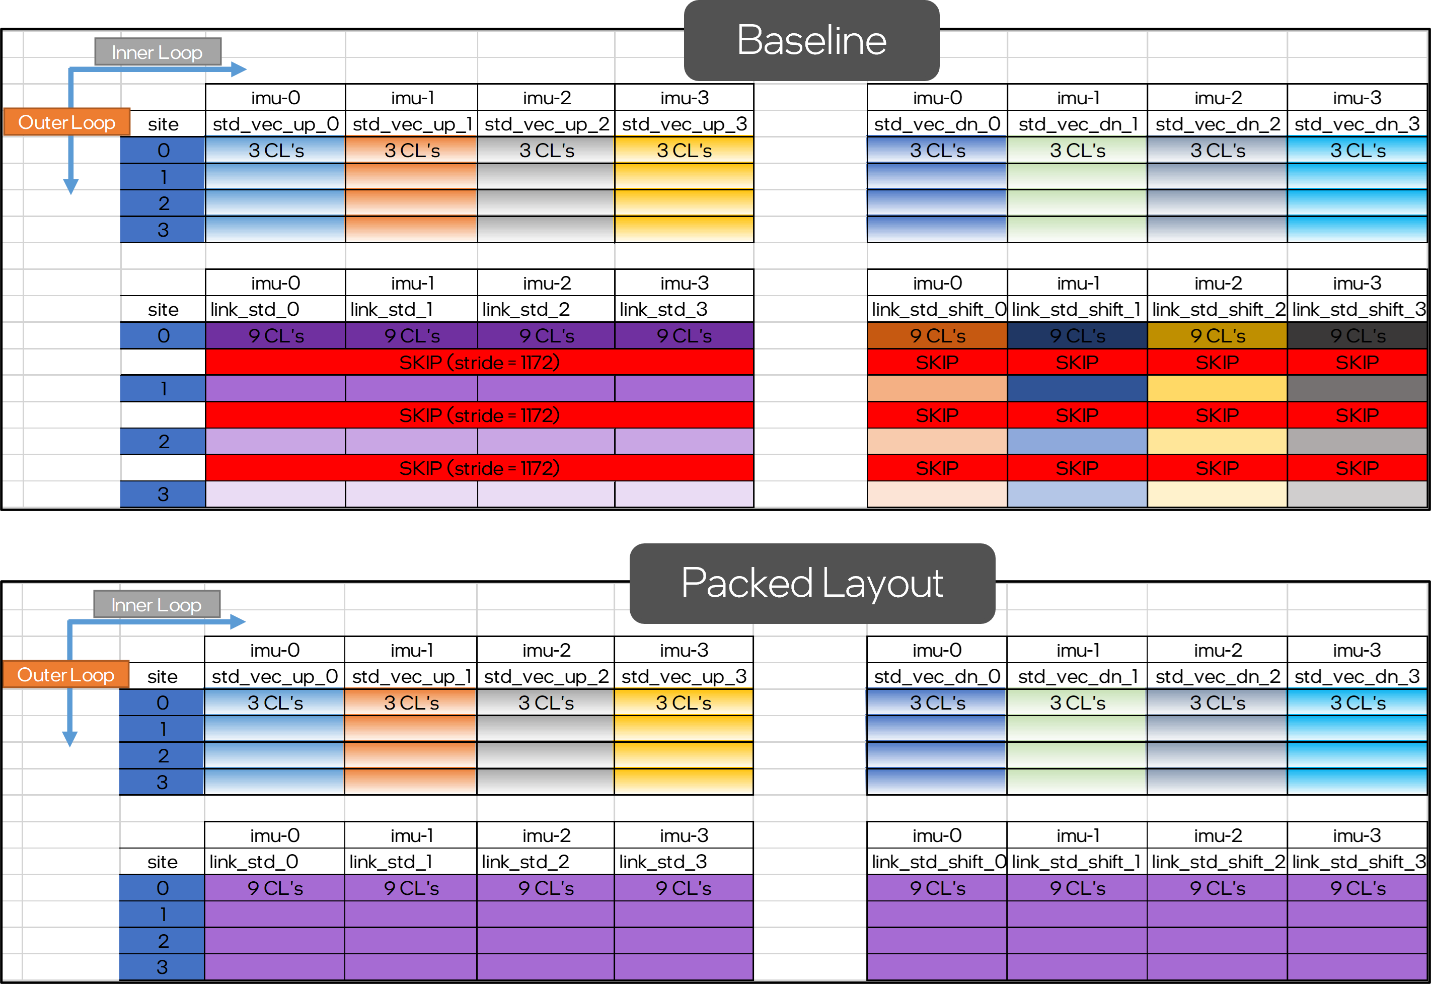 Baseline
Inner Loop
imu-0 imu-1 imu-2 imu-3 imu-0 imu-1 imu-2 imu-3
Outer Loop site std_vec_up_0 std_vec_up_1 std_vec_up_2 std_vec_up_3 std_vec_dn_0 std_vec_dn_1 std_vec_dn_2 std_vec_dn_3
0 3 CL's 3 CL's 3 CL's 3 CL's 3 CL's 3 CL's 3 CL's 3 CL's
1
2
3
imu-0 imu-1 imu-2 imu-3 imu-0 imu-1 imu-2 imu-3
site link_std_0 link_std_1 link_std_2 link_std_3 link_std_shift_0 link_std_shift_1 link_std_shift_2 link_std_shift_3
0 9 CL's 9 CL's 9 CL's 9 CL's 9 CL's 9 CL's 9 CL's 9 CL's
SKIP (stride = 1172) SKIP SKIP SKIP SKIP
1
SKIP (stride = 1172) SKIP SKIP SKIP SKIP
2
SKIP (stride = 1172) SKIP SKIP SKIP SKIP
3
Packed Layout
Inner Loop
imu-0 imu-1 imu-2 imu-3 imu-0 imu-1 imu-2 imu-3
Outer Loop site std_vec_up_0 std_vec_up_1 std_vec_up_2 std_vec_up_3 std_vec_dn_0 std_vec_dn_1 std_vec_dn_2 std_vec_dn_3
0 3 CL's 3 CL's 3 CL's 3 CL's 3 CL's 3 CL's 3 CL's 3 CL's
1
2
3
imu-0 imu-1 imu-2 imu-3 imu-0 imu-1 imu-2 imu-3
site link_std_0 link_std_1 link_std_2 link_std_3 link_std_shift_0 link_std_shift_1 link_std_shift_2 link_std_shift_3
0 9 CL's 9 CL's 9 CL's 9 CL's 9 CL's 9 CL's 9 CL's 9 CL's
1
2
3